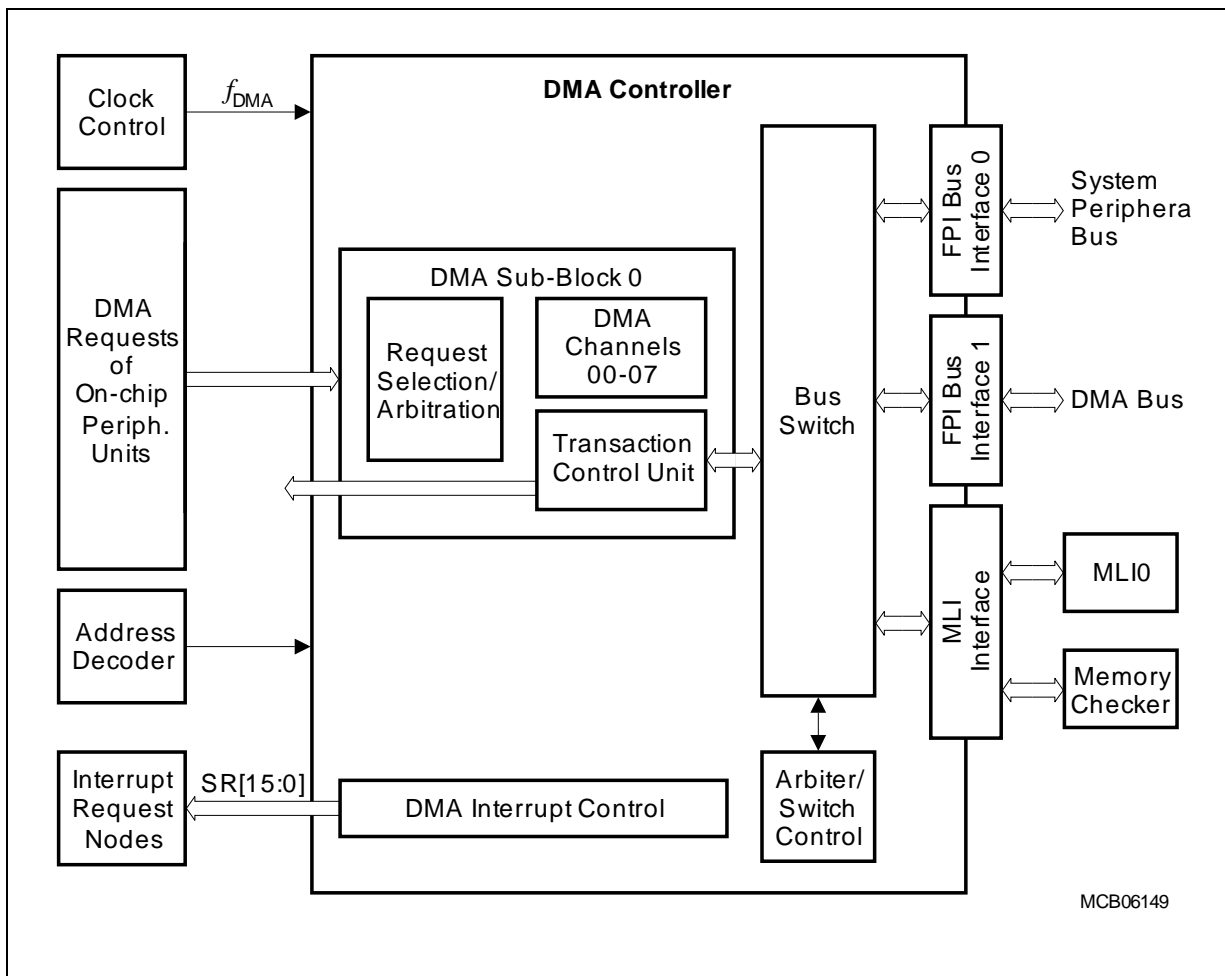 Clock
Control
fDMA
DMA Controller
DMA
Requests
of
On-chip
Periph.
Units
DMA Sub-Block 0
Request
Selection/
Arbitration
DMA
Channels
00-07
Transaction
Control Unit
Bus
Switch
FPI Bus
Interface 0
System
Periphera
Bus
FPI Bus
Interface 1
DMA Bus
MLI
Interface
MLI0
Memory
Checker
Address
Decoder
Interrupt
Request
Nodes
SR[15:0]
DMA Interrupt Control
Arbiter/
Switch
Control
MCB06149